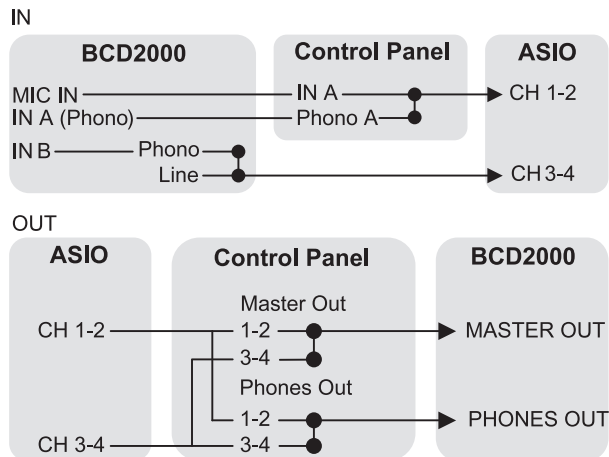 IN
BCD2000 Control Panel ASIO
MIC IN IN A CH 1-2
IN A (Phono) Phono A
IN B Phono
Line CH 3-4
OUT
ASIO Control Panel BCD2000
Master Out
CH 1-2 1-2 MASTER OUT
3-4
Phones Out
1-2 PHONES OUT
CH 3-4 3-4